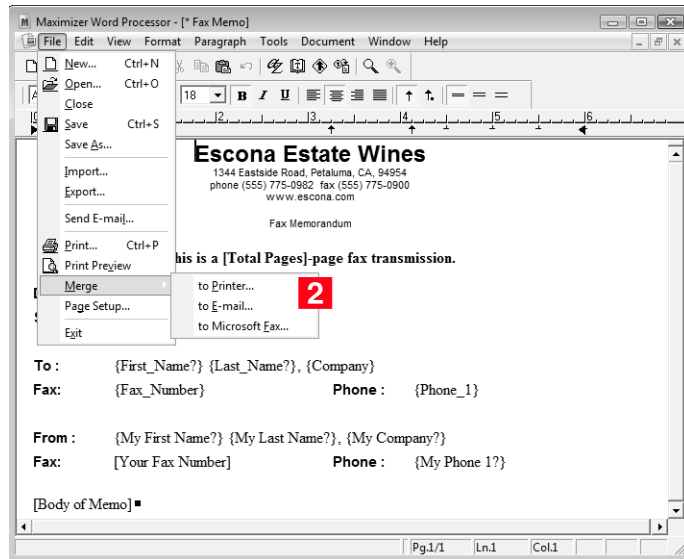 Maximizer Word Processor - [* Fax Memo]
File Edit View Format Paragraph Tools Document Window Help
New... Ctrl+N
Open... Ctrl+O
Close
Save Ctrl+S
Save As...
Import...
Export...
Send E-mail...
Print... Ctrl+P
Print Preview
Merge
Page Setup...
Exit
to Printer...
to E-mail...
to Microsoft Fax...
2
18 B I U
2 3 4 5 6
Escona Estate Wines
1344 Eastside Road, Petaluma, CA, 94954
phone (555) 775-0982 fax (555) 775-0900
www.escona.com
Fax Memorandum
his is a [Total Pages]-page fax transmission.
To : {First_Name?} {Last_Name?}, {Company}
Fax: {Fax_Number} Phone : {Phone_1}
From : {My First Name?} {My Last Name?}, {My Company?}
Fax: [Your Fax Number] Phone : {My Phone 1?}
[Body of Memo]
Pg.1/1 Ln.1 Col.1